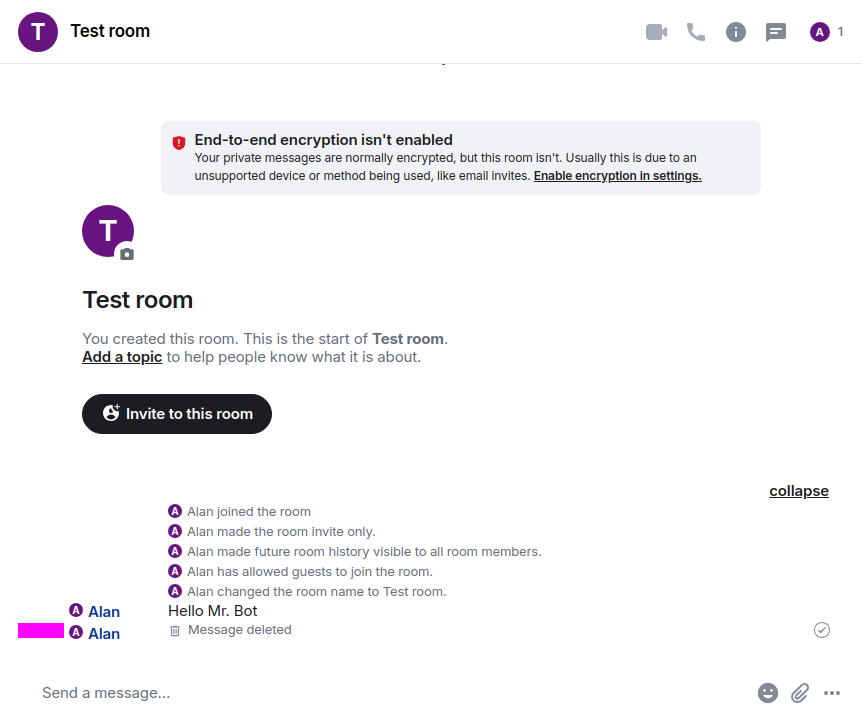 T Test room A 1
End-to-end encryption isn't enabled
Your private messages are normally encrypted, but this room isn't. Usually this is due to an
unsupported device or method being used, like email invites. Enable encryption in settings.
T
Test room
You created this room. This is the start of Test room.
Add a topic to help people know what it is about.
Invite to this room
collapse
A Alan joined the room
A Alan made the room invite only.
A Alan made future room history visible to all room members.
A Alan has allowed guests to join the room.
A Alan changed the room name to Test room.
A Alan Hello Mr. Bot
A Alan Message deleted
Send a message…